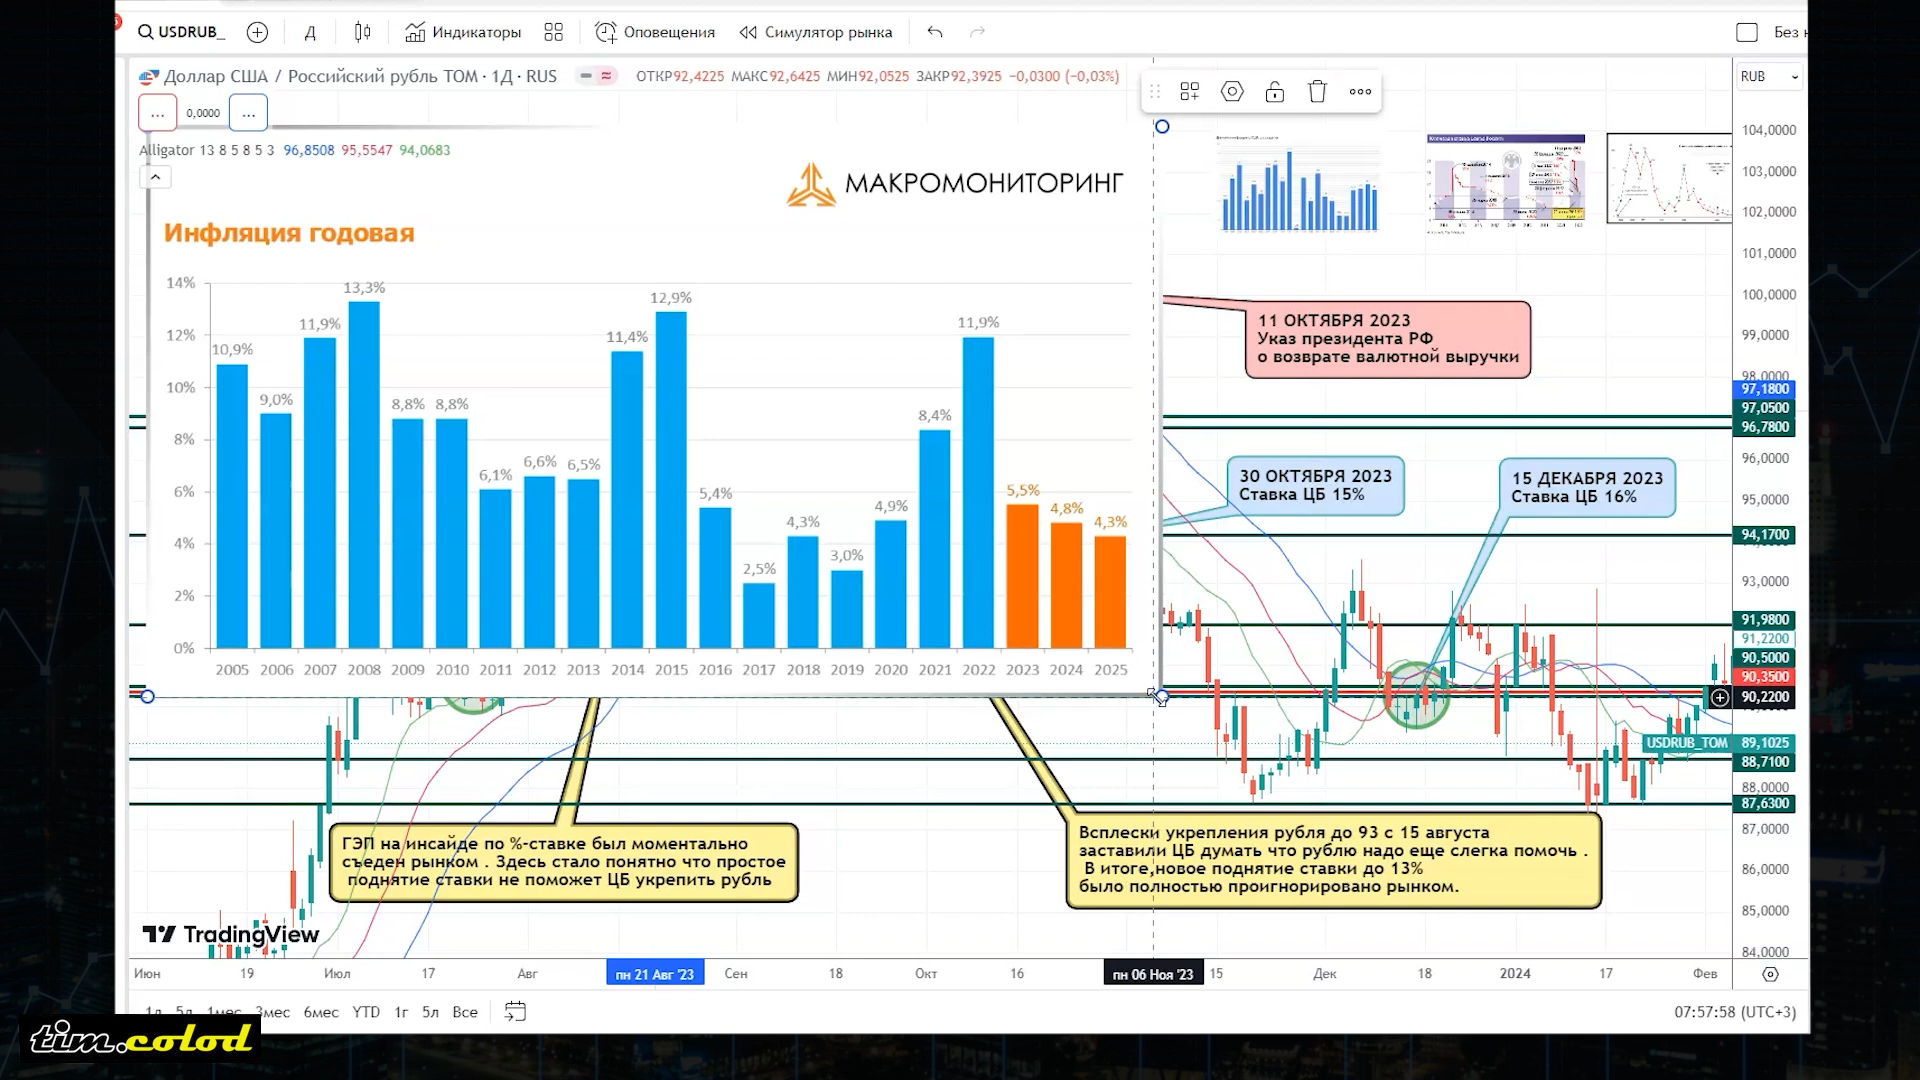 USDRUB_
Д
Индикаторы
Оповещения
Симулятор рынка
Без
Доллар США / Российский рубль ТОМ · 1Д · RUS
ОТКР92,4225 МАКС92,6425 МИН92,0525 ЗАКР92,3925 −0,0300 (−0,03%)
RUB
0,0000
Alligator 13 8 5 8 5 3 96,8508 95,5547 94,0683
МАКРОМОНИТОРИНГ
Инфляция годовая
14%
12%
10%
8%
6%
4%
2%
0%
10,9%
9,0%
11,9%
13,3%
8,8%
8,8%
6,1%
6,6%
6,5%
11,4%
12,9%
5,4%
2,5%
4,3%
3,0%
4,9%
8,4%
11,9%
5,5%
4,8%
4,3%
2005 2006 2007 2008 2009 2010 2011 2012 2013 2014 2015 2016 2017 2018 2019 2020 2021 2022 2023 2024 2025
11 ОКТЯБРЯ 2023
Указ президента РФ
о возврате валютной выручки
30 ОКТЯБРЯ 2023
Ставка ЦБ 15%
15 ДЕКАБРЯ 2023
Ставка ЦБ 16%
104,0000
103,0000
102,0000
101,0000
100,0000
99,0000
98,0000
97,1800
97,0500
96,7800
96,0000
95,0000
94,1700
93,0000
91,9800
91,2200
90,5000
90,3500
90,2200
USDRUB_TOM 89,1025
88,7100
88,0000
87,6300
87,0000
86,0000
85,0000
84,0000
ГЭП на инсайде по %-ставке был моментально
съеден рынком . Здесь стало понятно что простое
поднятие ставки не поможет ЦБ укрепить рубль
Всплески укрепления рубля до 93 с 15 августа
заставили ЦБ думать что рублю надо еще слегка помочь .
В итоге,новое поднятие ставки до 13%
было полностью проигнорировано рынком.
TradingView
Июн 19 Июл 17 Авг пн 21 Авг '23 Сен 18 Окт 16 пн 06 Ноя '23 15 Дек 18 2024 17 Фев
1д 5д 1мес 3мес 6мес YTD 1г 5л Все
07:57:58 (UTC+3)
tim.colod